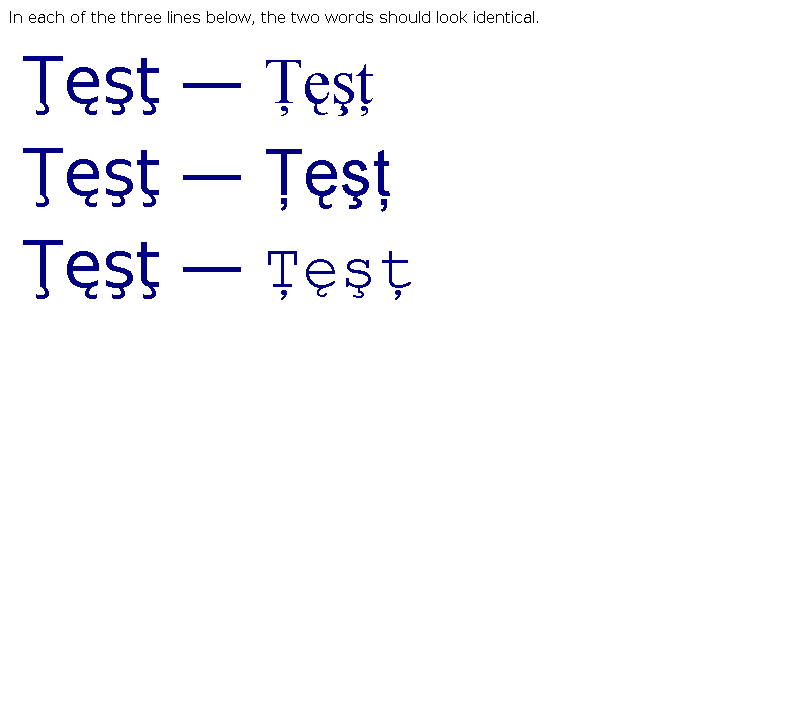 In each of the three lines below, the two words should look identical.
Ţęşţ — Ţęşţ
Ţęşţ — Ţęşţ
Ţęşţ — Ţęşţ